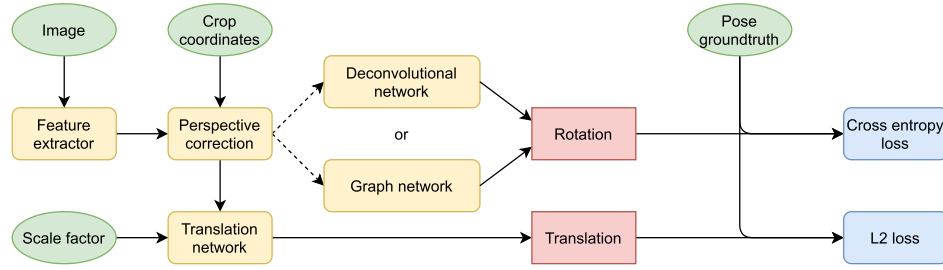 Image
Crop
coordinates
Pose
groundtruth
Deconvolutional
network
Feature
extractor
Perspective
correction
or
Rotation
Cross entropy
loss
Graph network
Scale factor
Translation
network
Translation
L2 loss